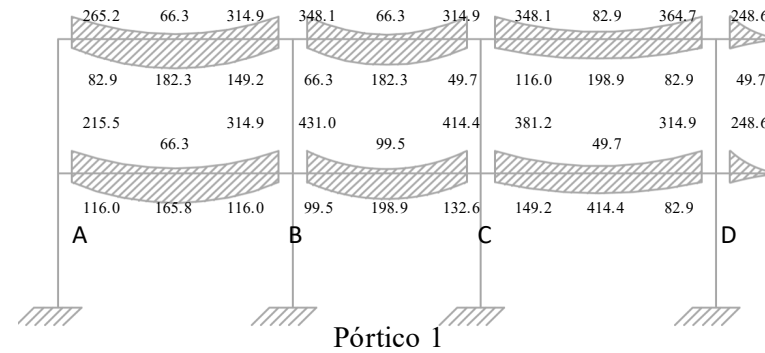 265.2 66.3 314.9 348.1 66.3 314.9 348.1 82.9 364.7 248.6
82.9 182.3 149.2 66.3 182.3 49.7 116.0 198.9 82.9 49.7
215.5 314.9 431.0 414.4 381.2 314.9 248.6
66.3 99.5 49.7
116.0 165.8 116.0 99.5 198.9 132.6 149.2 414.4 82.9
A B C D
Pórtico 1